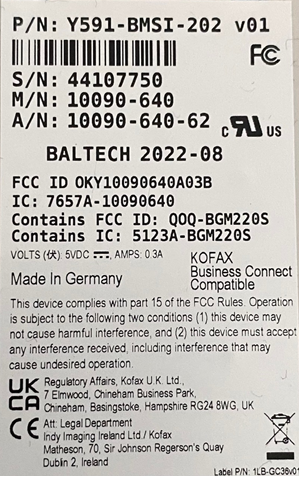 P/N: Y591-BMSI-202 v01
FC
S/N: 44107750
M/N: 10090-640
A/N: 10090-640-62
c RU US
BALTECH 2022-08
FCC ID OKY10090640A03B
IC: 7657A-10090640
Contains FCC ID: QOQ-BGM220S
Contains IC: 5123A-BGM220S
VOLTS (伏): 5VDC ⎓, AMPS: 0.3A
KOFAX
Business Connect
Compatible
Made in Germany
This device complies with part 15 of the FCC Rules. Operation
is subject to the following two conditions (1) this device may
not cause harmful interference, and (2) this device must accept
any interference received, including interference that may
cause undesired operation.
UK
CA
Regulatory Affairs, Kofax U.K. Ltd.,
7 Elmwood, Chineham Business Park,
Chineham, Basingstoke, Hampshire RG24 8WG, UK
CE
Att: Legal Department
Indy Imaging Ireland Ltd / Kofax
Matheson, 70, Sir Johnson Regerson's Quay
Dublin 2, Ireland
Label P/N: 1LB-GC36v01